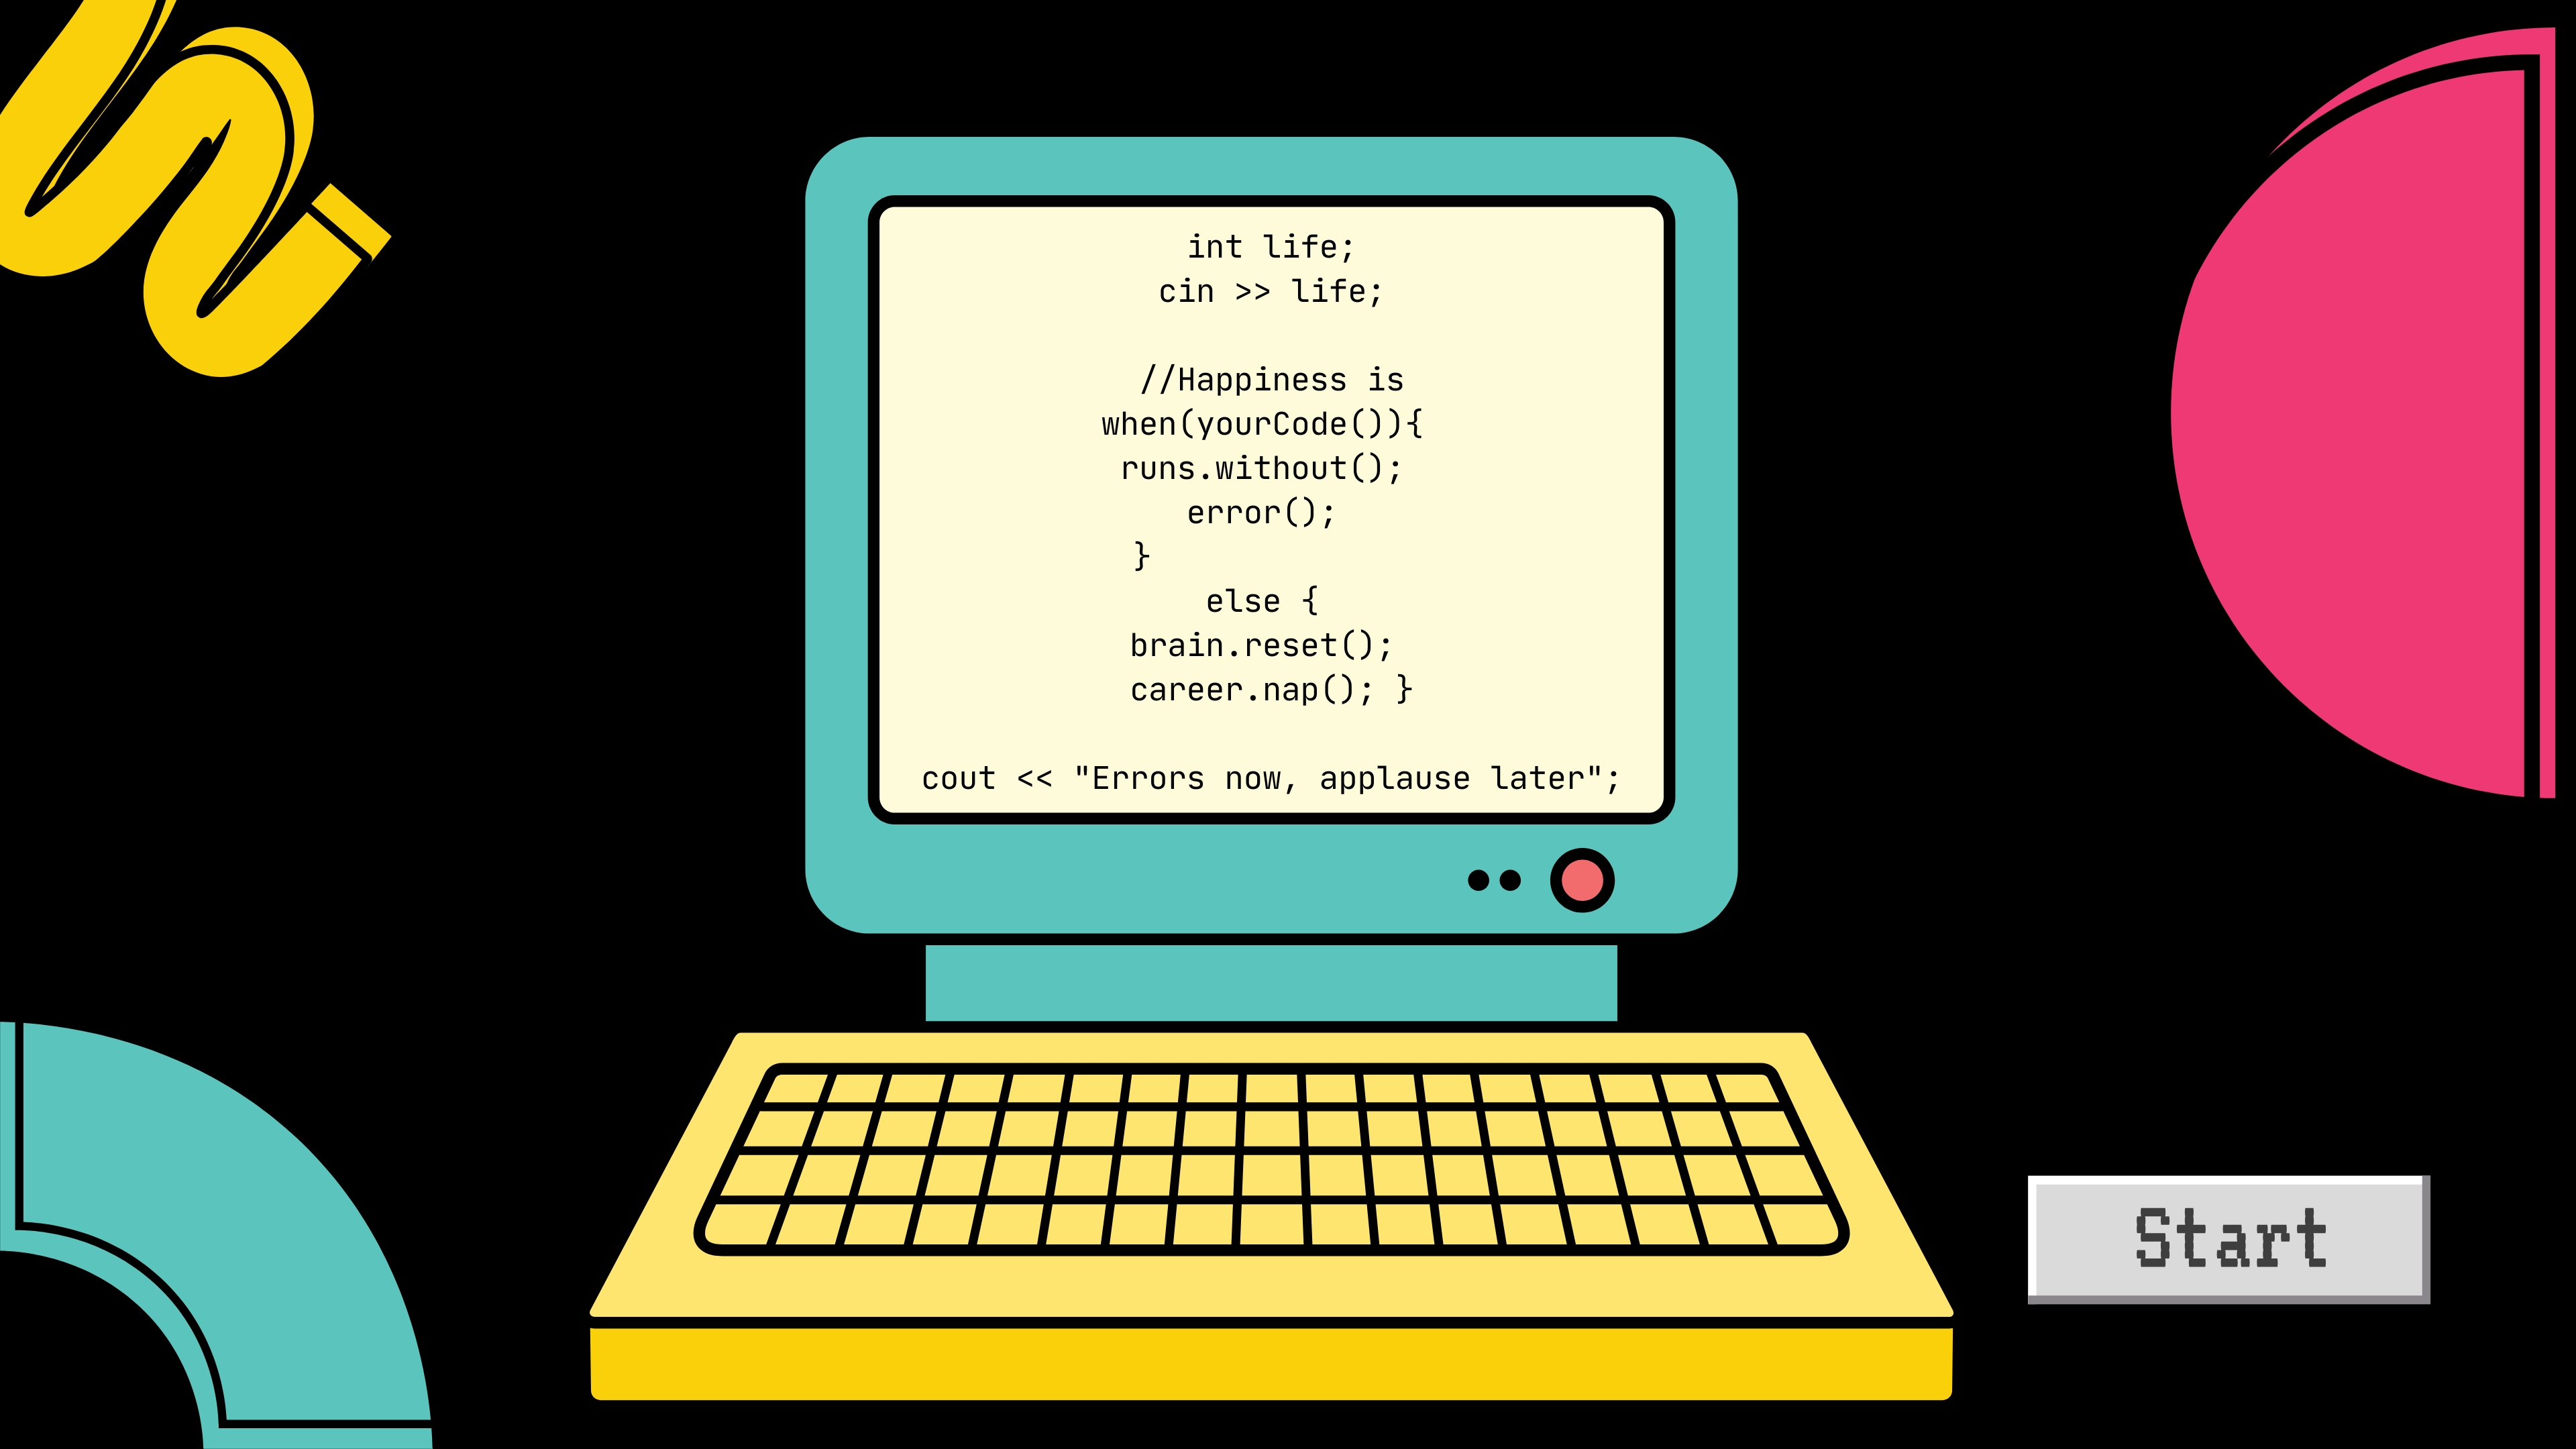 int life;
cin >> life;
//Happiness is
when(yourCode()){
runs.without();
error();
}
else {
brain.reset();
career.nap(); }
cout << "Errors now, applause later";
Start